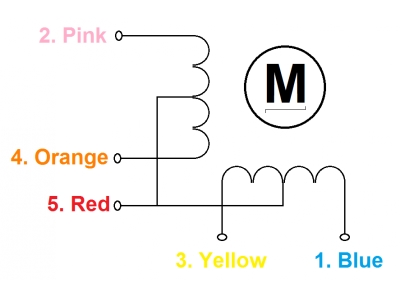 2. Pink
M
4. Orange
5. Red
3. Yellow
1. Blue